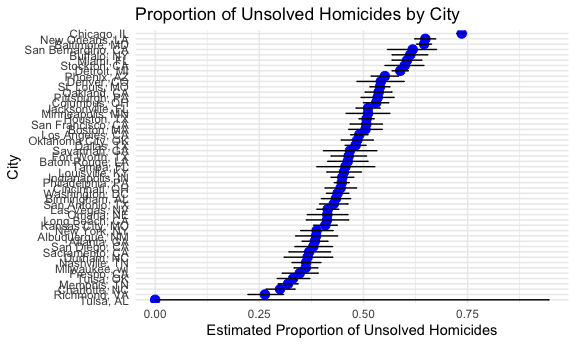 Proportion of Unsolved Homicides by City
City
Chicago, IL
New Orleans, LA
Baltimore, MD
San Bernardino, CA
Buffalo, NY
Miami, FL
Stockton, CA
Detroit, MI
Phoenix, AZ
Denver, CO
St. Louis, MO
Oakland, CA
Pittsburgh, PA
Columbus, OH
Jacksonville, FL
Minneapolis, MN
Houston, TX
San Francisco, CA
Boston, MA
Los Angeles, CA
Oklahoma City, OK
Dallas, TX
Savannah, GA
Fort Worth, TX
Baton Rouge, LA
Tampa, FL
Louisville, KY
Indianapolis, IN
Philadelphia, PA
Cincinnati, OH
Washington, DC
Birmingham, AL
San Antonio, TX
Las Vegas, NV
Omaha, NE
Long Beach, CA
Kansas City, MO
New York, NY
Albuquerque, NM
Atlanta, GA
San Diego, CA
Sacramento, CA
Durham, NC
Nashville, TN
Milwaukee, WI
Fresno, CA
Tulsa, OK
Memphis, TN
Charlotte, NC
Richmond, VA
Tulsa, AL
0.00 0.25 0.50 0.75
Estimated Proportion of Unsolved Homicides